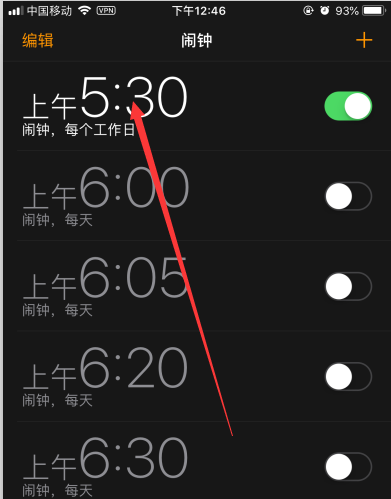 中国移动 VPN 下午12:46 93%
编辑 闹钟 +
上午5:30
闹钟，每个工作日
上午6:00
闹钟，每天
上午6:05
闹钟，每天
上午6:20
闹钟，每天
上午6:30
闹钟，每天